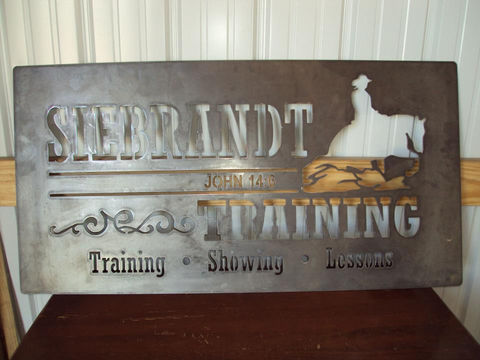 SIEBRANDT
JOHN 14:6
TRAINING
Training • Showing • Lessons